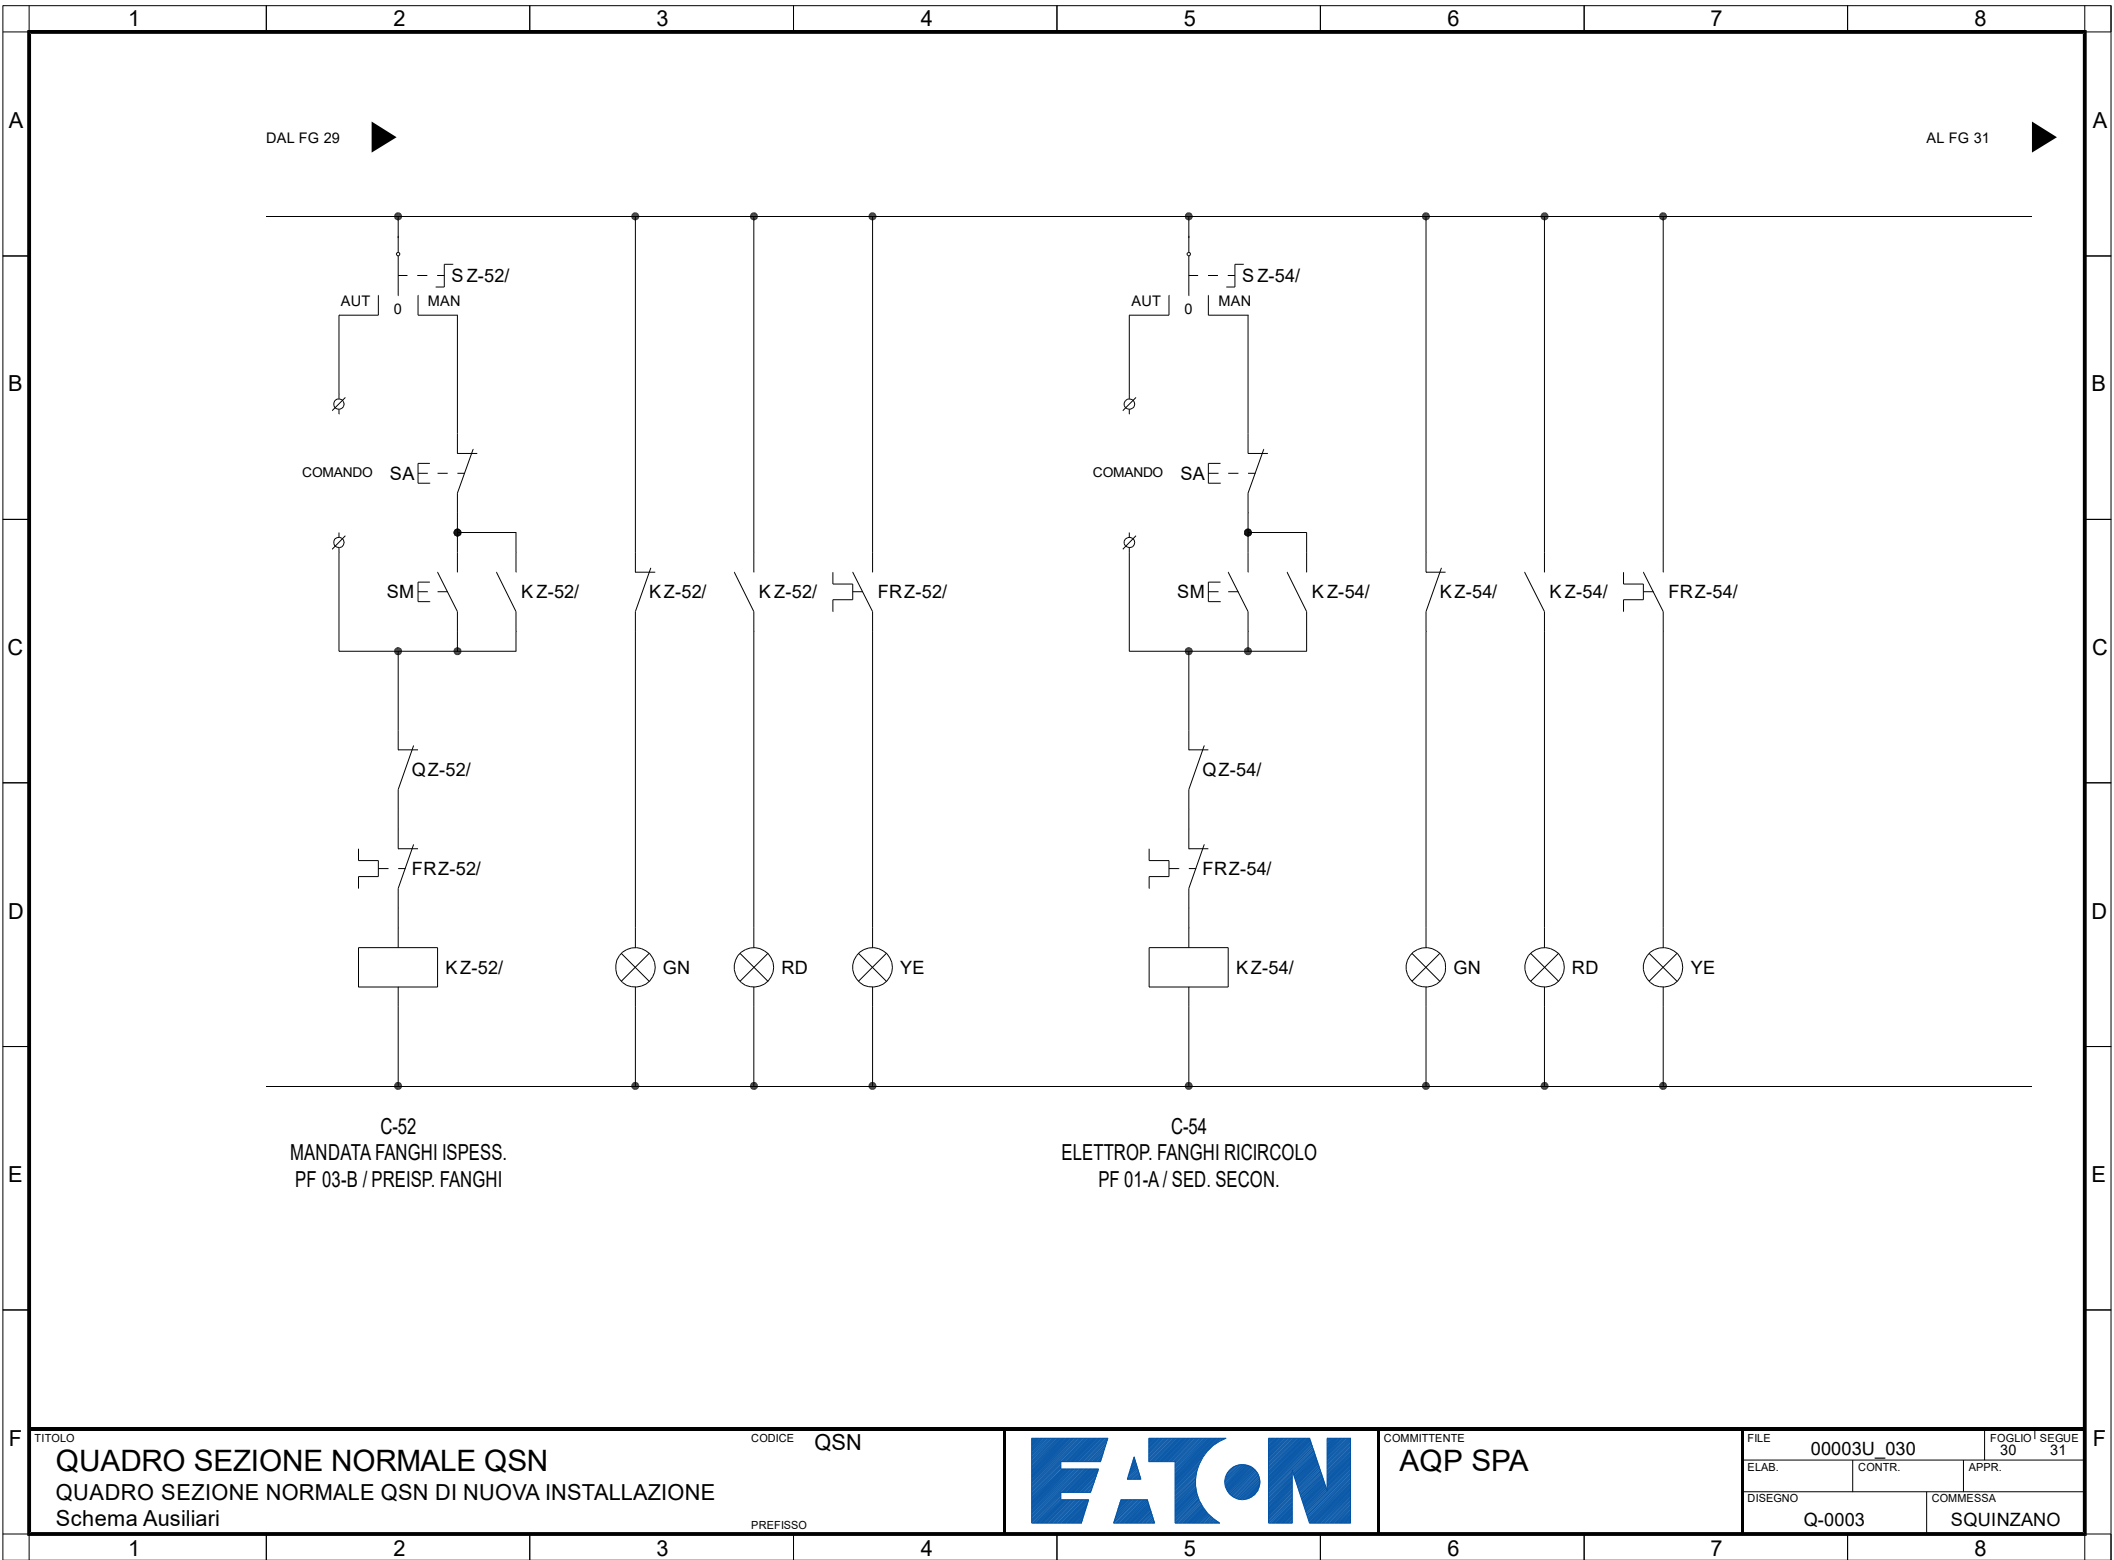 1 2 3 4 5 6 7 8
A A
DAL FG 29 AL FG 31
SZ-52/ SZ-54/
AUT 0 MAN AUT 0 MAN
B B
COMANDO SA COMANDO SA
SM KZ-52/ KZ-52/ KZ-52/ FRZ-52/ SM KZ-54/ KZ-54/ KZ-54/ FRZ-54/
C C
QZ-52/ QZ-54/
FRZ-52/ FRZ-54/
D D
KZ-52/ GN RD YE KZ-54/ GN RD YE
C-52
MANDATA FANGHI ISPESS.
PF 03-B / PREISP. FANGHI
C-54
ELETTROP. FANGHI RICIRCOLO
PF 01-A / SED. SECON.
E E
F F
TITOLO
QUADRO SEZIONE NORMALE QSN
QUADRO SEZIONE NORMALE QSN DI NUOVA INSTALLAZIONE
Schema Ausiliari
CODICE QSN
PREFISSO
EATON
COMMITTENTE
AQP SPA
FILE 00003U_030
FOGLIO 30 SEGUE 31
ELAB. CONTR. APPR.
DISEGNO Q-0003
COMMESSA SQUINZANO
1 2 3 4 5 6 7 8